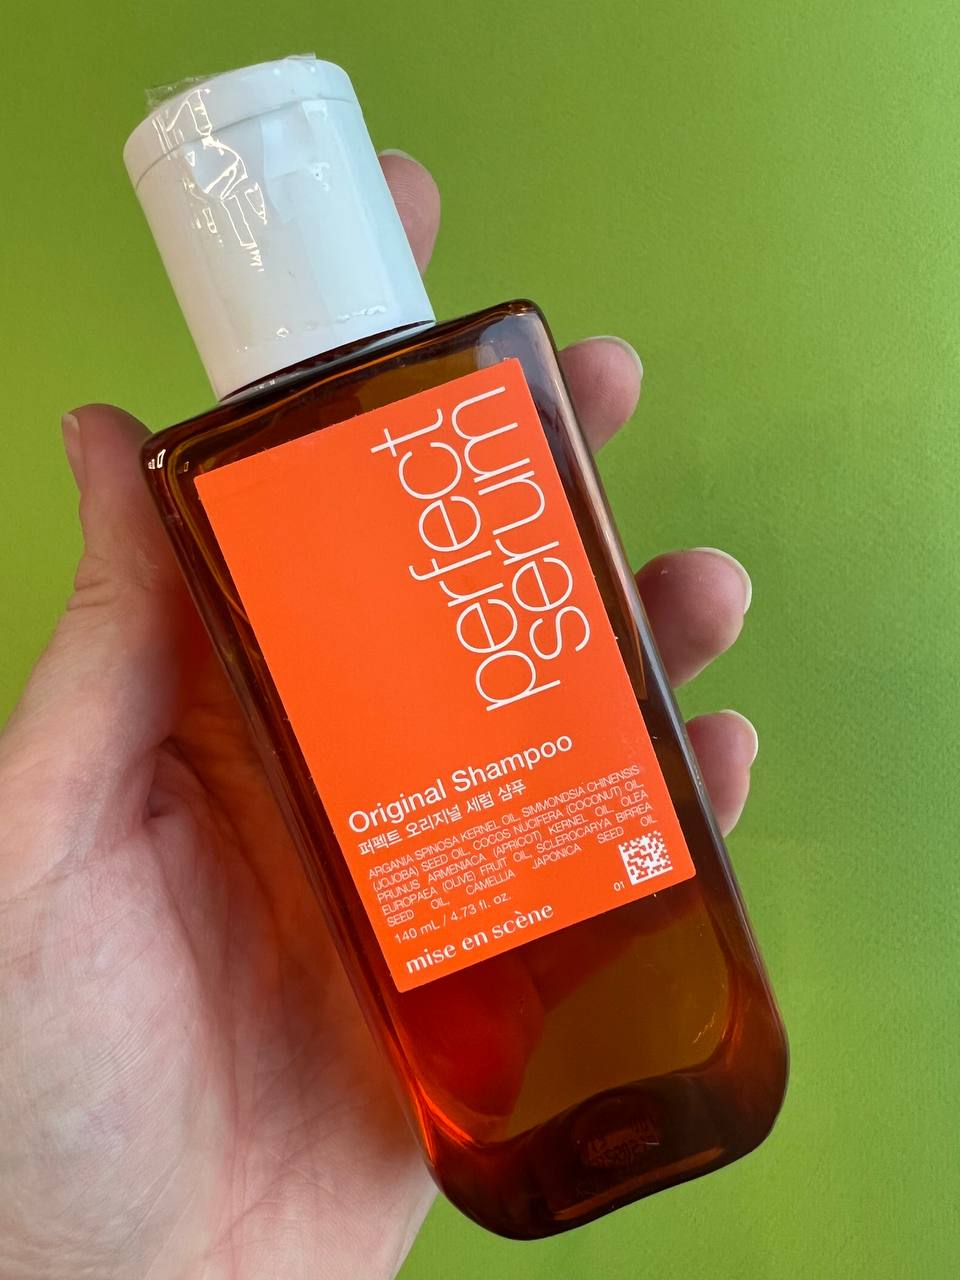 perfect
serum
Original Shampoo
퍼펙트 오리지널 세럼 샴푸
ARGANIA SPINOSA KERNEL OIL, SIMMONDSIA CHINENSIS
(JOJOBA) SEED OIL, COCOS NUCIFERA (COCONUT) OIL,
PRUNUS ARMENIACA (APRICOT) KERNEL OIL, OLEA
EUROPAEA (OLIVE) FRUIT OIL, SCLEROCARYA BIRREA
SEED OIL, CAMELLIA JAPONICA SEED OIL
140 mL / 4.73 fl. oz.
01
mise en scène